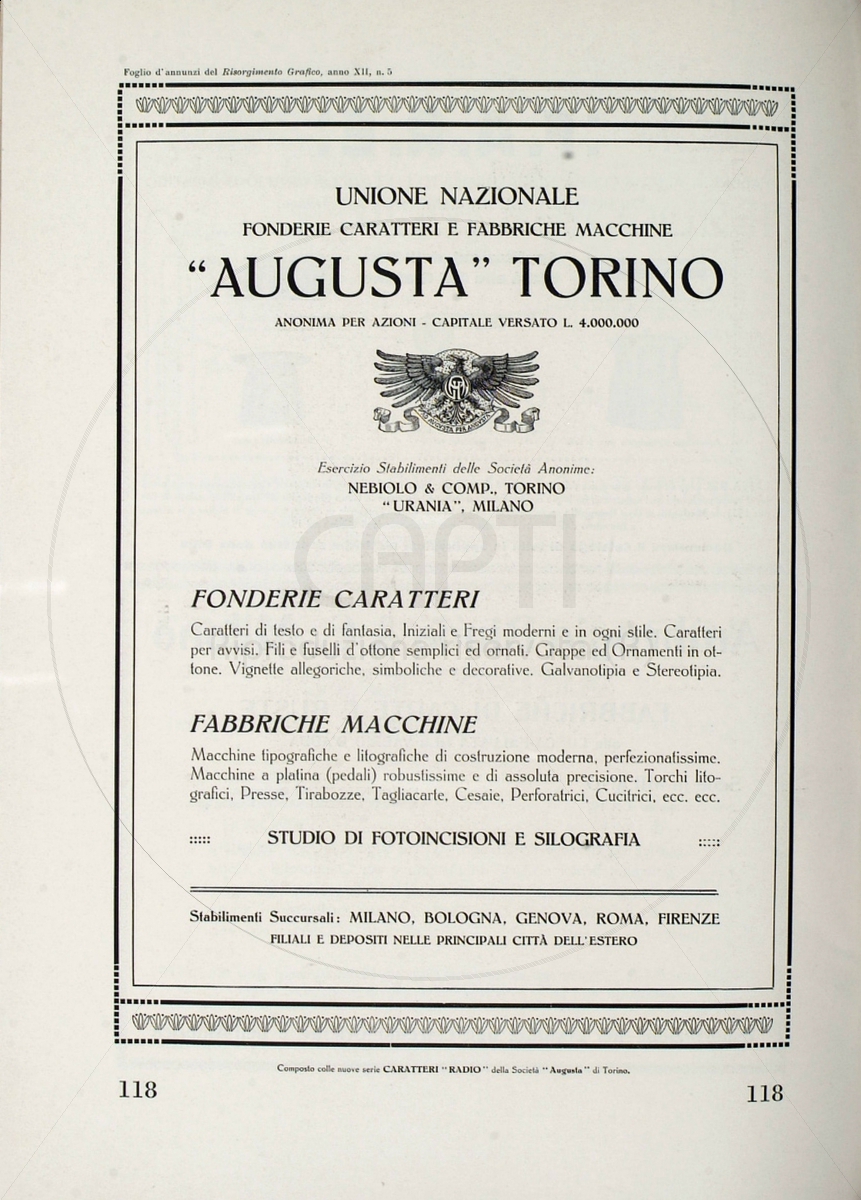 Foglio d'annunzi del Risorgimento Grafico, anno XII, n. 5
UNIONE NAZIONALE
FONDERIE CARATTERI E FABBRICHE MACCHINE
“AUGUSTA” TORINO
ANONIMA PER AZIONI - CAPITALE VERSATO L. 4.000.000
AUGUSTA PER ANGUSTA
Esercizio Stabilimenti delle Società Anonime:
NEBIOLO & COMP., TORINO
“URANIA”, MILANO
CAPTI
FONDERIE CARATTERI
Caratteri di testo e di fantasia, Iniziali e Fregi moderni e in ogni stile. Caratteri
per avvisi. Fili e fuselli d'ottone semplici ed ornati. Grappe ed Ornamenti in ot-
tone. Vignette allegoriche, simboliche e decorative. Galvanotipia e Stereotipia.
FABBRICHE MACCHINE
Macchine tipografiche e litografiche di costruzione moderna, perfezionatissime.
Macchine a platina (pedali) robustissime e di assoluta precisione. Torchi lito-
grafici, Presse, Tirabozze, Tagliacarte, Cesoie, Perforatrici, Cucitrici, ecc. ecc.
STUDIO DI FOTOINCISIONI E SILOGRAFIA
Stabilimenti Succursali: MILANO, BOLOGNA, GENOVA, ROMA, FIRENZE
FILIALI E DEPOSITI NELLE PRINCIPALI CITTÀ DELL'ESTERO
Composto colle nuove serie CARATTERI “RADIO” della Società “Augusta” di Torino.
118
118